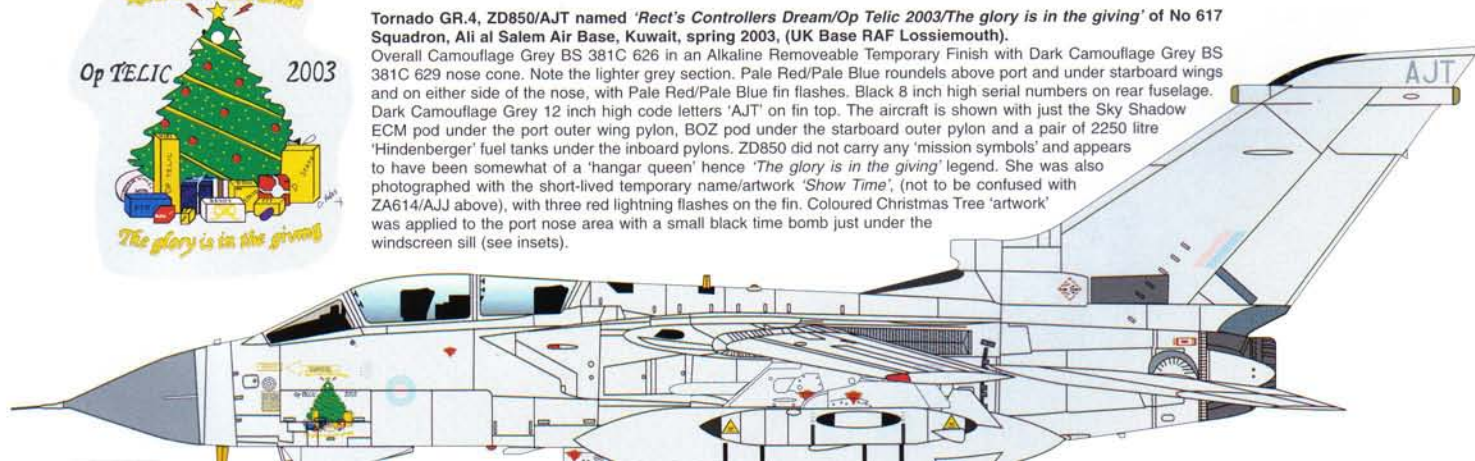 Op TELIC 2003
The glory is in the giving
Tornado GR.4, ZD850/AJT named 'Rect's Controllers Dream/Op Telic 2003/The glory is in the giving' of No 617
Squadron, Ali al Salem Air Base, Kuwait, spring 2003, (UK Base RAF Lossiemouth).
Overall Camouflage Grey BS 381C 626 in an Alkaline Removeable Temporary Finish with Dark Camouflage Grey BS
381C 629 nose cone. Note the lighter grey section. Pale Red/Pale Blue roundels above port and under starboard wings
and on either side of the nose, with Pale Red/Pale Blue fin flashes. Black 8 inch high serial numbers on rear fuselage.
Dark Camouflage Grey 12 inch high code letters 'AJT' on fin top. The aircraft is shown with just the Sky Shadow
ECM pod under the port outer wing pylon, BOZ pod under the starboard outer pylon and a pair of 2250 litre
'Hindenberger' fuel tanks under the inboard pylons. ZD850 did not carry any 'mission symbols' and appears
to have been somewhat of a 'hangar queen' hence 'The glory is in the giving' legend. She was also
photographed with the short-lived temporary name/artwork 'Show Time', (not to be confused with
ZA614/AJJ above), with three red lightning flashes on the fin. Coloured Christmas Tree 'artwork'
was applied to the port nose area with a small black time bomb just under the
windscreen sill (see insets).
AJT
Op TELIC 2003